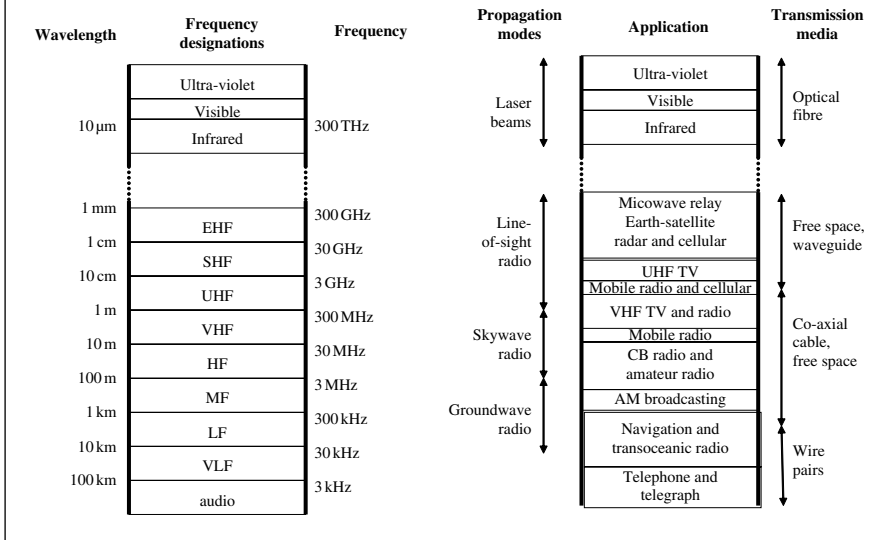 Wavelength
Frequency
designations
Frequency
Ultra-violet
Visible
10 μm
300 THz
Infrared
1 mm
300 GHz
EHF
1 cm
30 GHz
SHF
10 cm
3 GHz
UHF
1 m
300 MHz
VHF
10 m
30 MHz
HF
100 m
3 MHz
MF
1 km
300 kHz
LF
10 km
30 kHz
VLF
100 km
3 kHz
audio
Propagation
modes
Laser
beams
Line-
of-sight
radio
Skywave
radio
Groundwave
radio
Application
Ultra-violet
Visible
Infrared
Micowave relay
Earth-satellite
radar and cellular
UHF TV
Mobile radio and cellular
VHF TV and radio
Mobile radio
CB radio and
amateur radio
AM broadcasting
Navigation and
transoceanic radio
Telephone and
telegraph
Transmission
media
Optical
fibre
Free space,
waveguide
Co-axial
cable,
free space
Wire
pairs